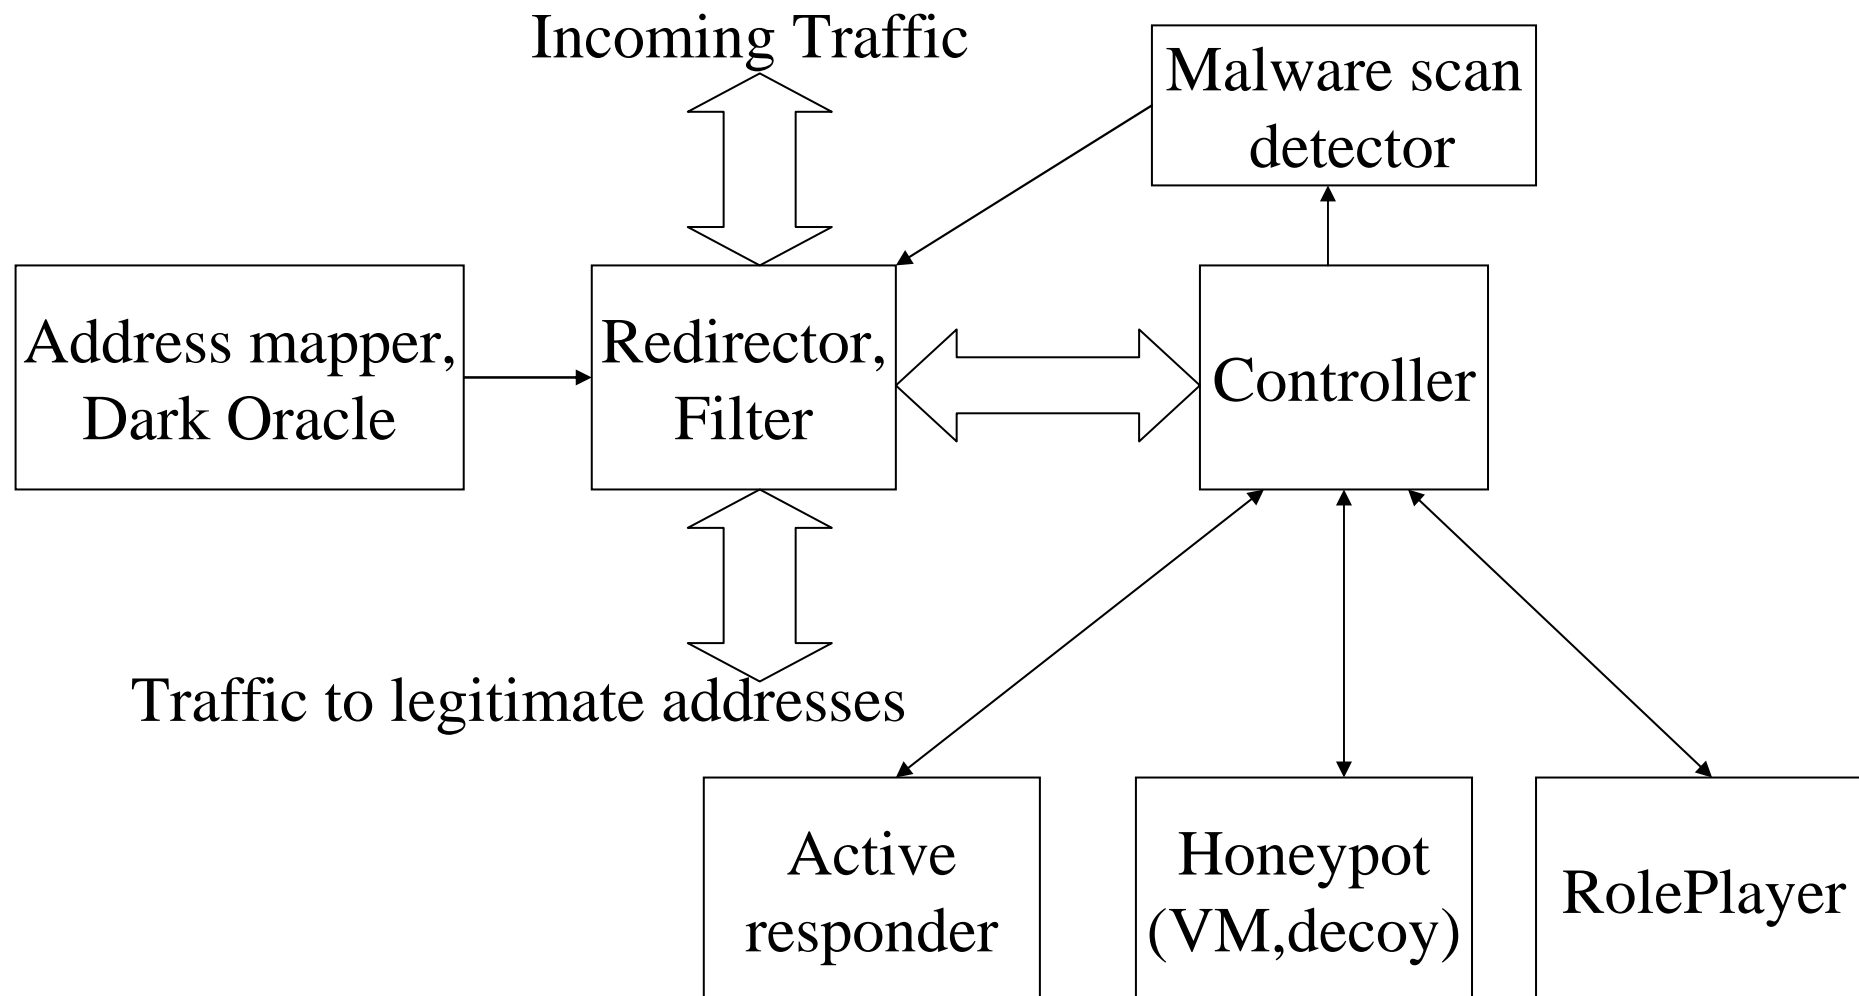 Incoming Traffic
Malware scan
detector
Address mapper,
Dark Oracle
Redirector,
Filter
Controller
Traffic to legitimate addresses
Active
responder
Honeypot
(VM,decoy)
RolePlayer